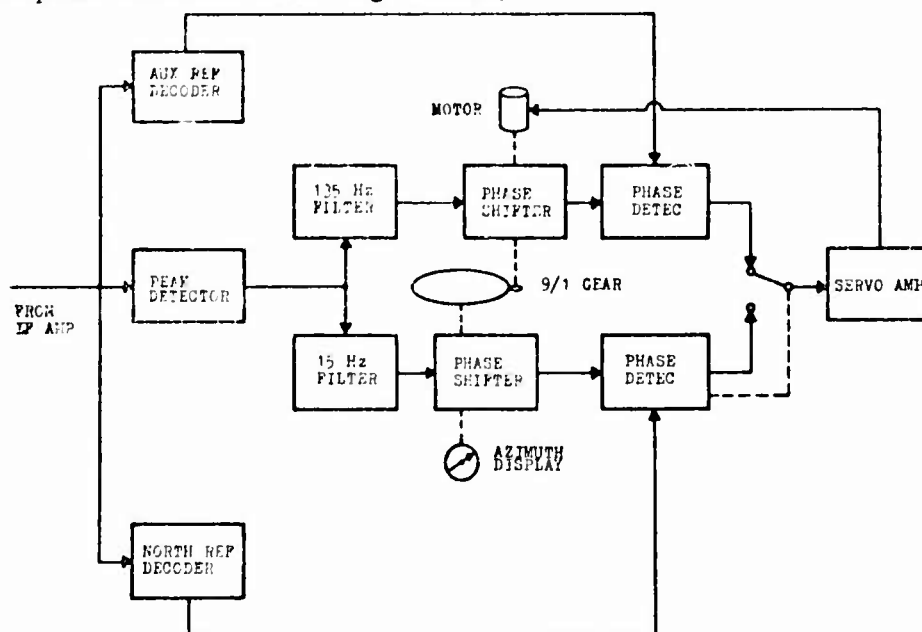 AUX REF
DECODER
MOTOR
135 Hz
FILTER
PHASE
SHIFTER
PHASE
DETEC
PEAK
DETECTOR
9/1 GEAR
SERVO AMP
FROM
IF AMP
15 Hz
FILTER
PHASE
SHIFTER
PHASE
DETEC
AZIMUTH
DISPLAY
NORTH REF
DECODER